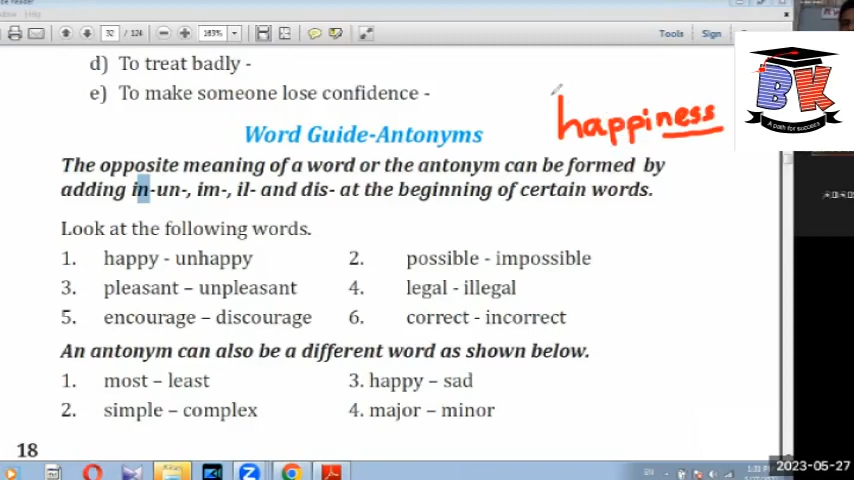 Tools
Sign
32 / 124
183%
d) To treat badly -
e) To make someone lose confidence -
happiness
BK
A path for success
Word Guide-Antonyms
The opposite meaning of a word or the antonym can be formed by
adding in-un-, im-, il- and dis- at the beginning of certain words.
Look at the following words.
1. happy - unhappy 2. possible - impossible
3. pleasant – unpleasant 4. legal - illegal
5. encourage – discourage 6. correct - incorrect
An antonym can also be a different word as shown below.
1. most – least 3. happy – sad
2. simple – complex 4. major – minor
18
EN
2023-05-27